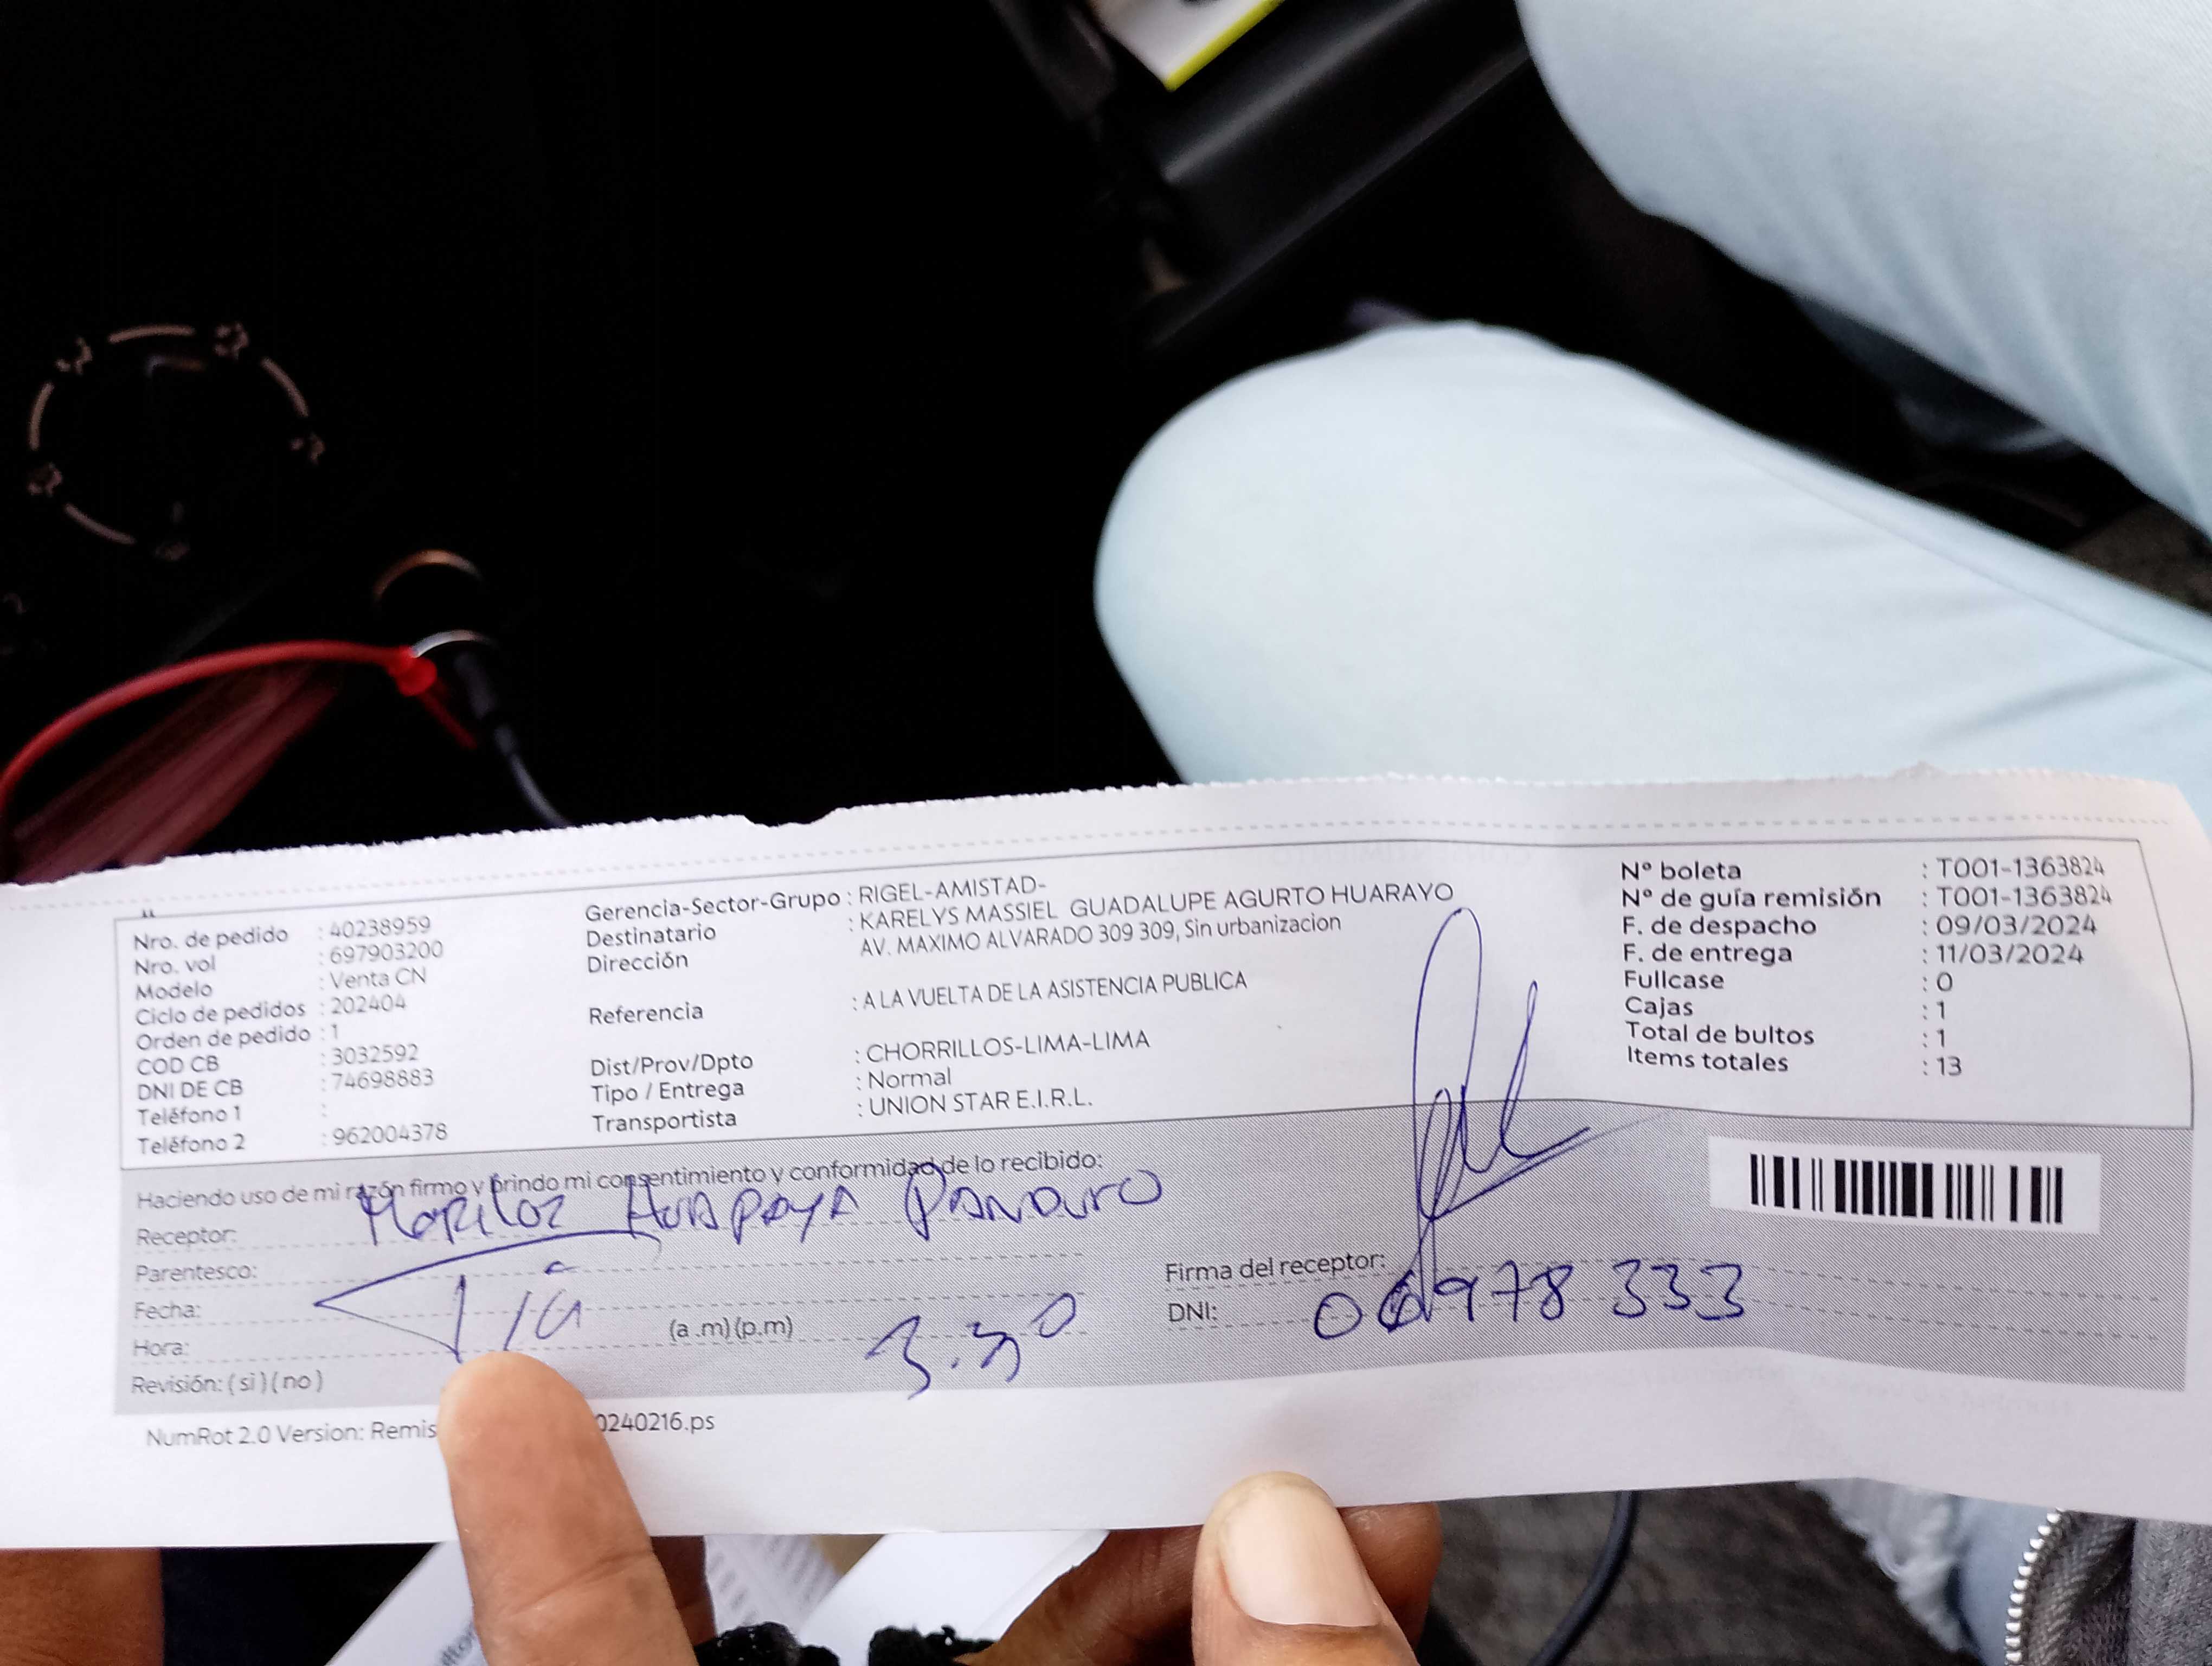 Nro. de pedido : 40238959
Nro. vol : 697903200
Modelo : Venta CN
Ciclo de pedidos : 202404
Orden de pedido : 1
COD CB : 3032592
DNI DE CB : 74698883
Teléfono 1 :
Teléfono 2 : 962004378
Gerencia-Sector-Grupo : RIGEL-AMISTAD-
Destinatario : KARELYS MASSIEL GUADALUPE AGURTO HUARAYO
Dirección AV. MAXIMO ALVARADO 309 309, Sin urbanizacion
Referencia : A LA VUELTA DE LA ASISTENCIA PUBLICA
Dist/Prov/Dpto : CHORRILLOS-LIMA-LIMA
Tipo / Entrega : Normal
Transportista : UNION STAR E.I.R.L.
N° boleta : T001-1363824
N° de guía remisión : T001-1363824
F. de despacho : 09/03/2024
F. de entrega : 11/03/2024
Fullcase : 0
Cajas : 1
Total de bultos : 1
Items totales : 13
Haciendo uso de mi razón firmo y brindo mi consentimiento y conformidad de lo recibido:
Receptor: Mariloz Huapaya Panduro
Parentesco: Tía
Fecha:
Hora: (a .m) (p.m) 3.30
Revisión: ( si ) ( no )
Firma del receptor:
DNI: 978 333
NumRot 2.0 Version: Remis 0240216.ps